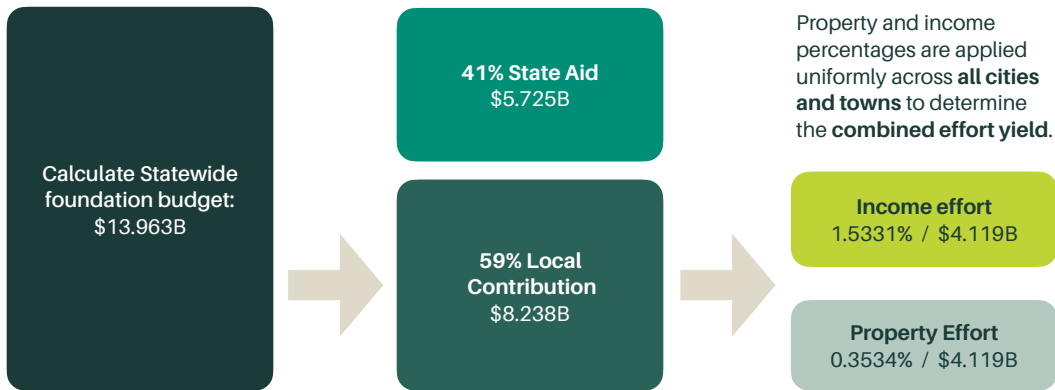 Calculate Statewide
foundation budget:
$13.963B
41% State Aid
$5.725B
59% Local
Contribution
$8.238B
Property and income
percentages are applied
uniformly across all cities
and towns to determine
the combined effort yield.
Income effort
1.5331% / $4.119B
Property Effort
0.3534% / $4.119B